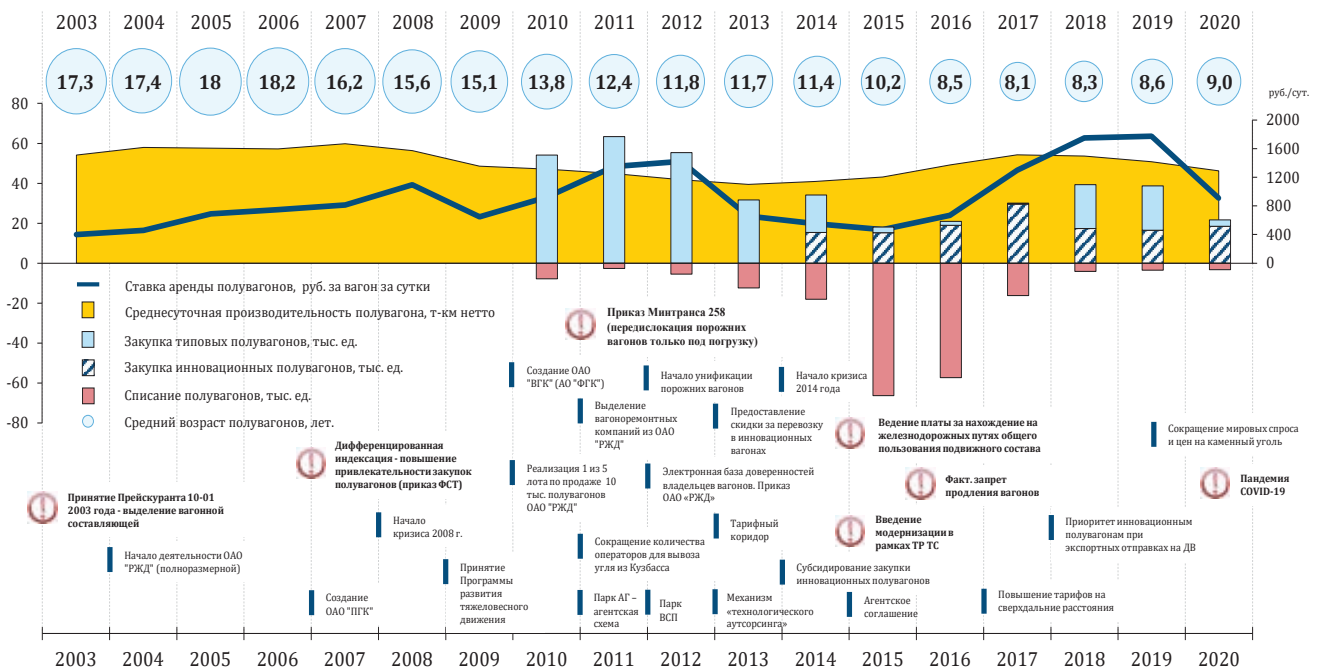 2003 2004 2005 2006 2007 2008 2009 2010 2011 2012 2013 2014 2015 2016 2017 2018 2019 2020
17,3 17,4 18 18,2 16,2 15,6 15,1 13,8 12,4 11,8 11,7 11,4 10,2 8,5 8,1 8,3 8,6 9,0
80
60
40
20
0
-20
-40
-60
-80
руб./сут.
2000
1600
1200
800
400
0
Ставка аренды полувагонов, руб. за вагон за сутки
Среднесуточная производительность полувагона, т-км нетто
Закупка типовых полувагонов, тыс. ед.
Закупка инновационных полувагонов, тыс. ед.
Списание полувагонов, тыс. ед.
Средний возраст полувагонов, лет.
Приказ Минтранса 258
(передислокация порожних
вагонов только под погрузку)
Создание ОАО
"ВГК" (АО "ФГК")
Начало унификации
порожних вагонов
Начало кризиса
2014 года
Выделение
вагоноремонтных
компаний из ОАО
"РЖД"
Предоставление
скидки за перевозку
в инновационных
вагонах
Ведение платы за нахождение на
железнодорожных путях общего
пользования подвижного состава
Сокращение мировых спроса
и цен на каменный уголь
Дифференцированная
индексация - повышение
привлекательности закупок
полувагонов (приказ ФСТ)
Реализация 1 из 5
лота по продаже 10
тыс. полувагонов
ОАО "РЖД"
Электронная база доверенностей
владельцев вагонов. Приказ
ОАО «РЖД»
Факт. запрет
продления вагонов
Пандемия
COVID-19
Принятие Прейскуранта 10-01
2003 года - выделение вагонной
составляющей
Начало
кризиса 2008 г.
Тарифный
коридор
Введение
модернизации в
рамках ТР ТС
Приоритет инновационным
полувагонам при
экспортных отправках на ДВ
Начало деятельности ОАО
"РЖД" (полноразмерной)
Сокращение количества
операторов для вывоза
угля из Кузбасса
Принятие
Программы
развития
тяжеловесного
движения
Субсидирование закупки
инновационных полувагонов
Создание
ОАО "ПГК"
Парк АГ –
агентская
схема
Парк
ВСП
Механизм
«технологического
аутсорсинга»
Агентское
соглашение
Повышение тарифов на
сверхдальние расстояния
2003 2004 2005 2006 2007 2008 2009 2010 2011 2012 2013 2014 2015 2016 2017 2018 2019 2020